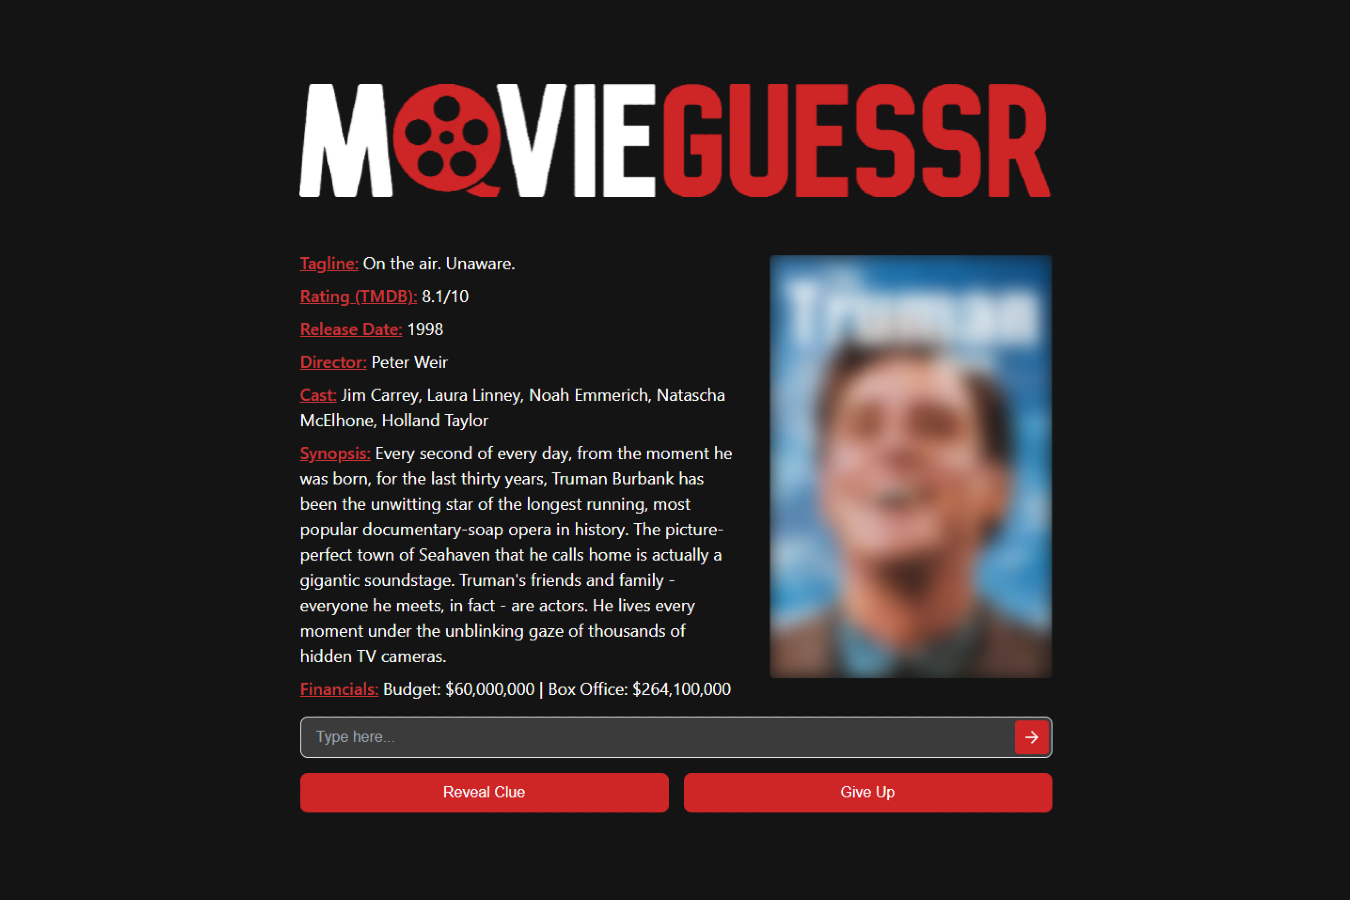 MOVIEGUESSR
Tagline: On the air. Unaware.
Rating (TMDB): 8.1/10
Release Date: 1998
Director: Peter Weir
Cast: Jim Carrey, Laura Linney, Noah Emmerich, Natascha
McElhone, Holland Taylor
Synopsis: Every second of every day, from the moment he
was born, for the last thirty years, Truman Burbank has
been the unwitting star of the longest running, most
popular documentary-soap opera in history. The picture-
perfect town of Seahaven that he calls home is actually a
gigantic soundstage. Truman's friends and family -
everyone he meets, in fact - are actors. He lives every
moment under the unblinking gaze of thousands of
hidden TV cameras.
Financials: Budget: $60,000,000 | Box Office: $264,100,000
Truman
Type here...
Reveal Clue
Give Up